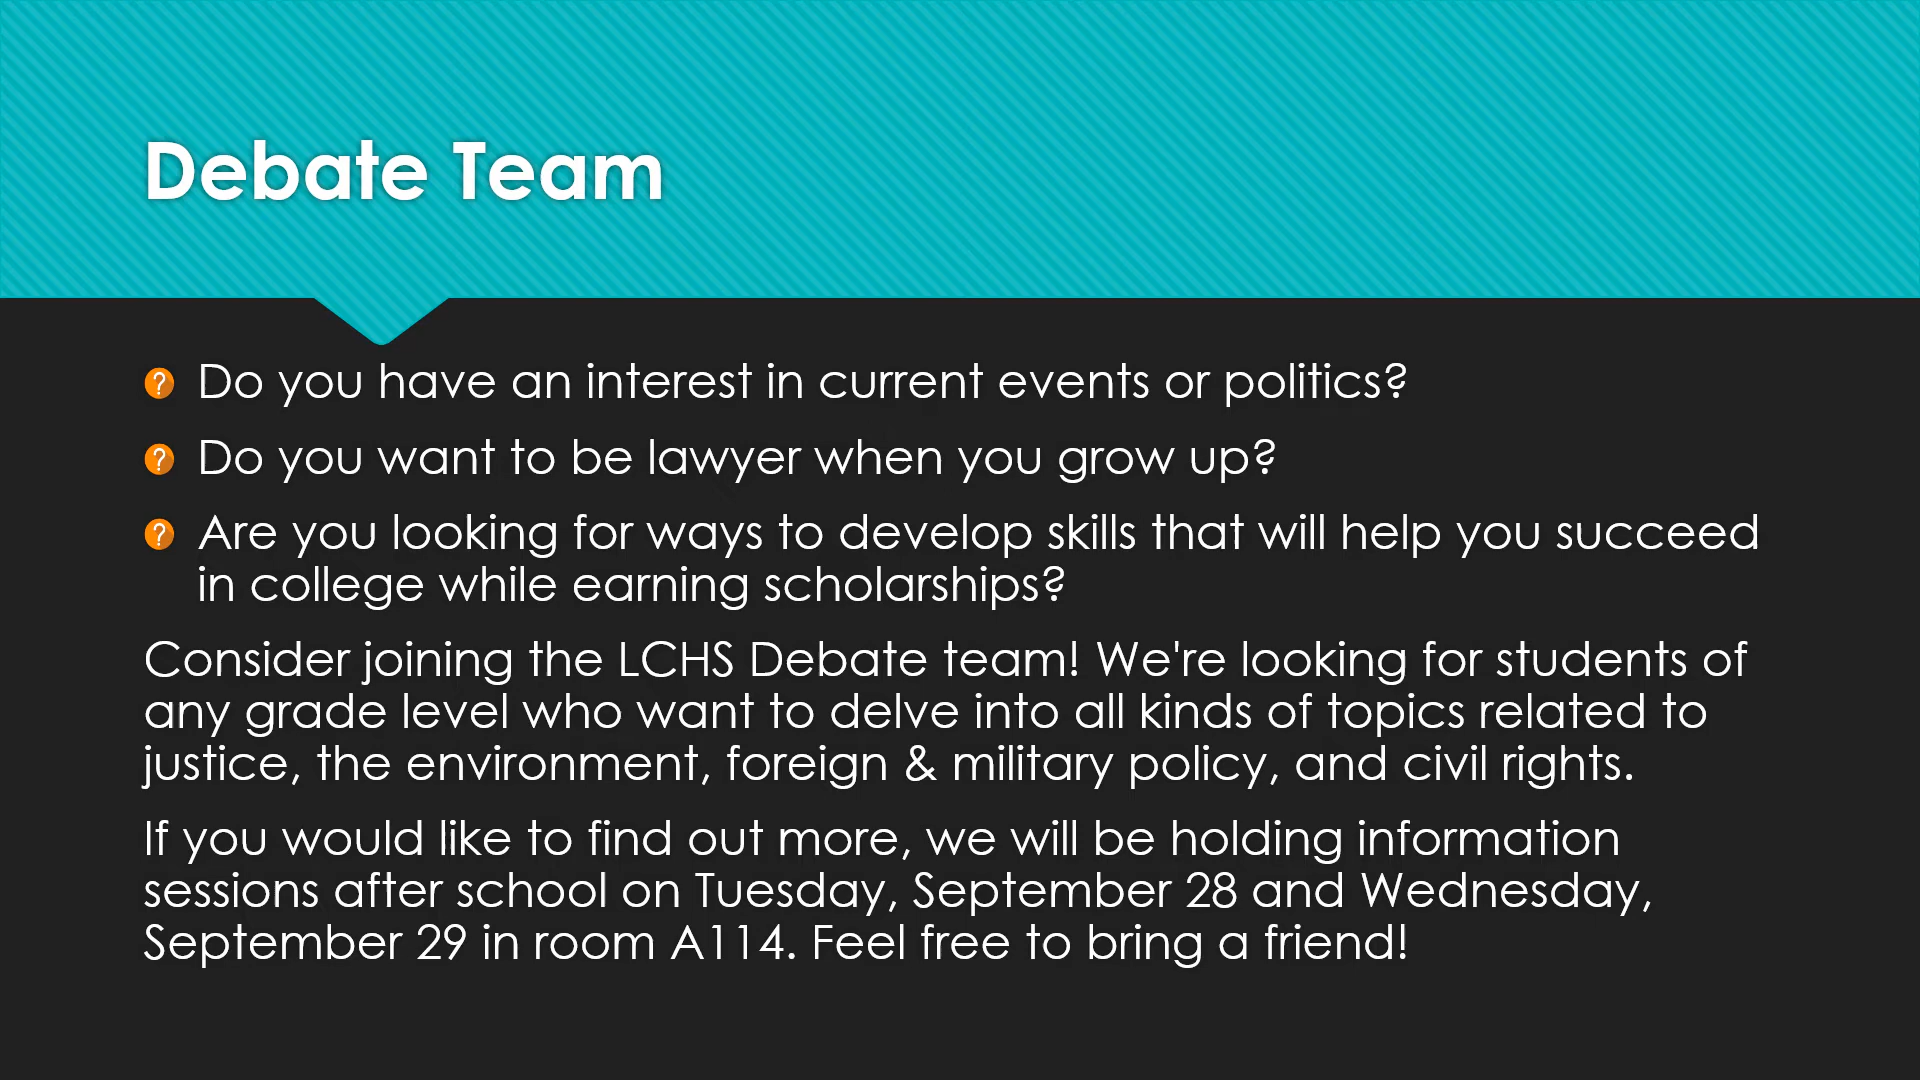 Debate Team
Do you have an interest in current events or politics?
Do you want to be lawyer when you grow up?
Are you looking for ways to develop skills that will help you succeed
in college while earning scholarships?
Consider joining the LCHS Debate team! We're looking for students of
any grade level who want to delve into all kinds of topics related to
justice, the environment, foreign & military policy, and civil rights.
If you would like to find out more, we will be holding information
sessions after school on Tuesday, September 28 and Wednesday,
September 29 in room A114. Feel free to bring a friend!